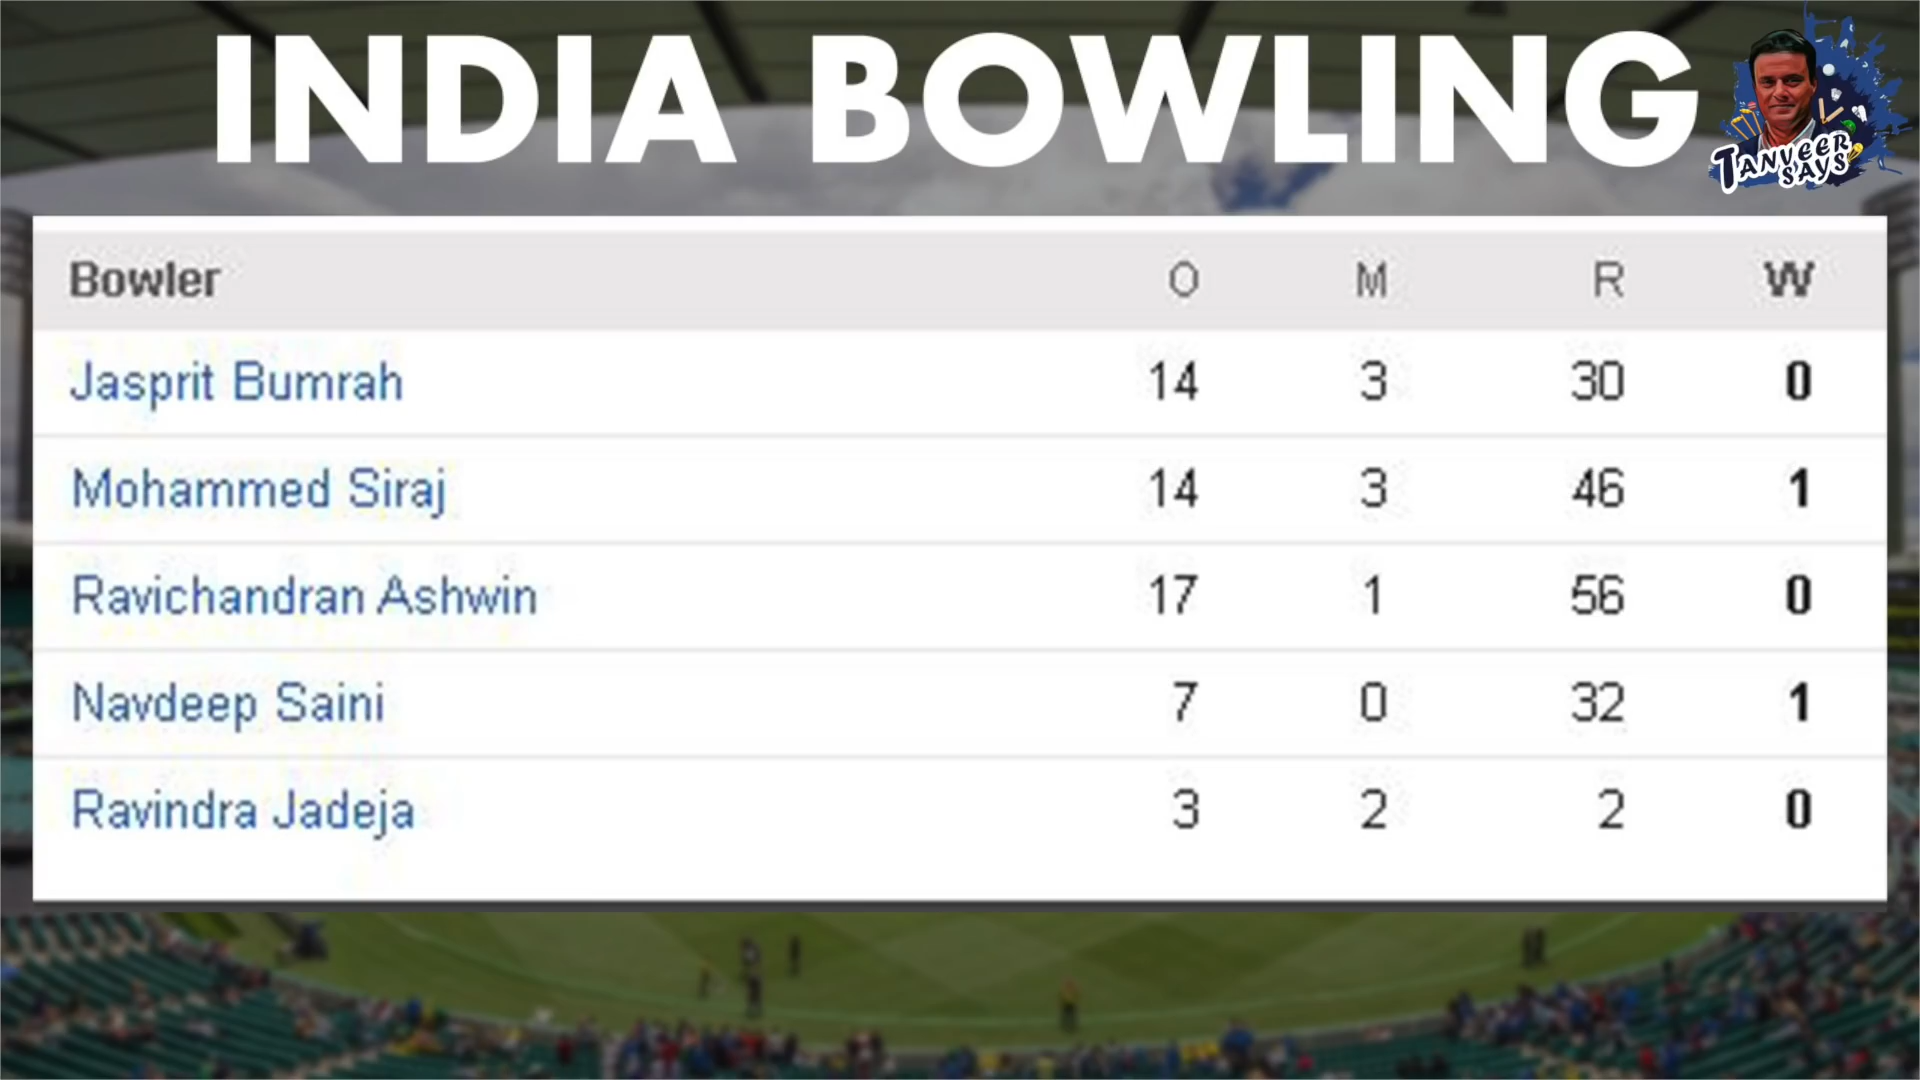 INDIA BOWLING
TANVEER
SAYS
Bowler O M R W
Jasprit Bumrah 14 3 30 0
Mohammed Siraj 14 3 46 1
Ravichandran Ashwin 17 1 56 0
Navdeep Saini 7 0 32 1
Ravindra Jadeja 3 2 2 0